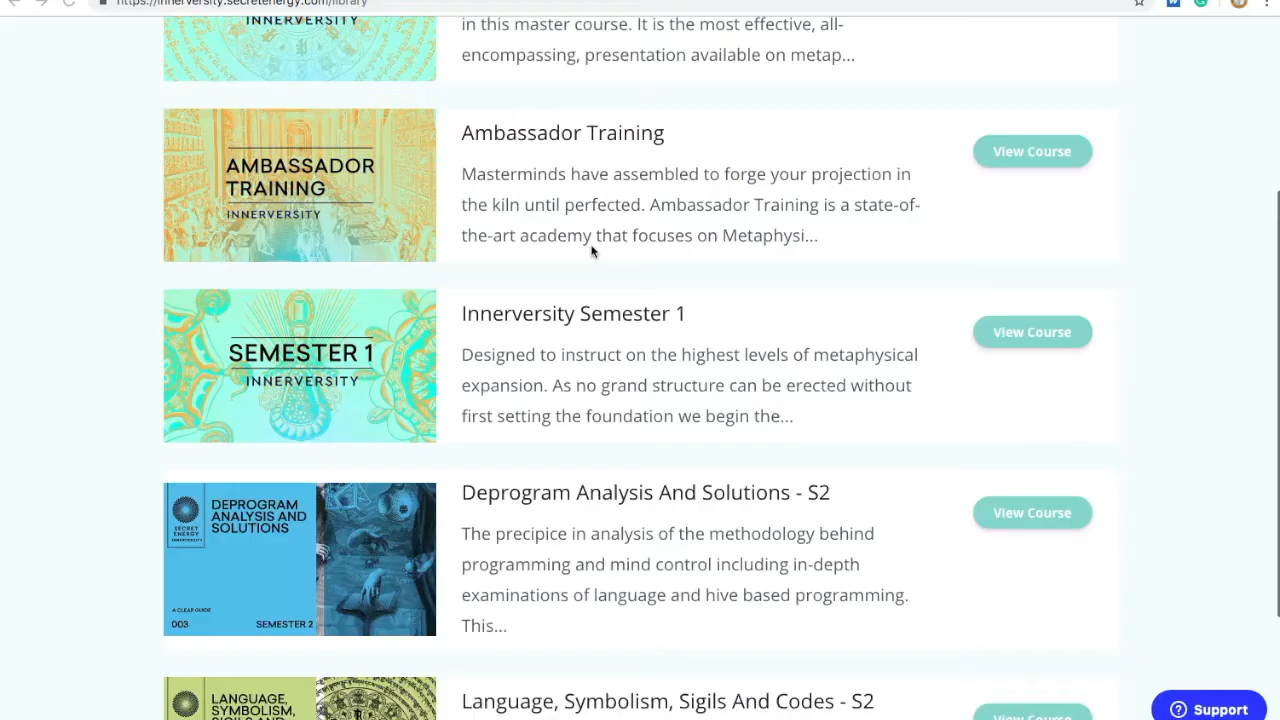 https://innerversity.secretenergy.com/library
INNERVERSITY
in this master course. It is the most effective, all-
encompassing, presentation available on metap...
AMBASSADOR
TRAINING
INNERVERSITY
Ambassador Training
Masterminds have assembled to forge your projection in
the kiln until perfected. Ambassador Training is a state-of-
the-art academy that focuses on Metaphysi...
View Course
SEMESTER 1
INNERVERSITY
Innerversity Semester 1
Designed to instruct on the highest levels of metaphysical
expansion. As no grand structure can be erected without
first setting the foundation we begin the...
View Course
SECRET
ENERGY
INNERVERSITY
DEPROGRAM
ANALYSIS AND
SOLUTIONS
A CLEAR GUIDE
003
SEMESTER 2
Deprogram Analysis And Solutions - S2
The precipice in analysis of the methodology behind
programming and mind control including in-depth
examinations of language and hive based programming.
This...
View Course
LANGUAGE,
SYMBOLISM,
SIGILS AND
Language, Symbolism, Sigils And Codes - S2
View Course
Support